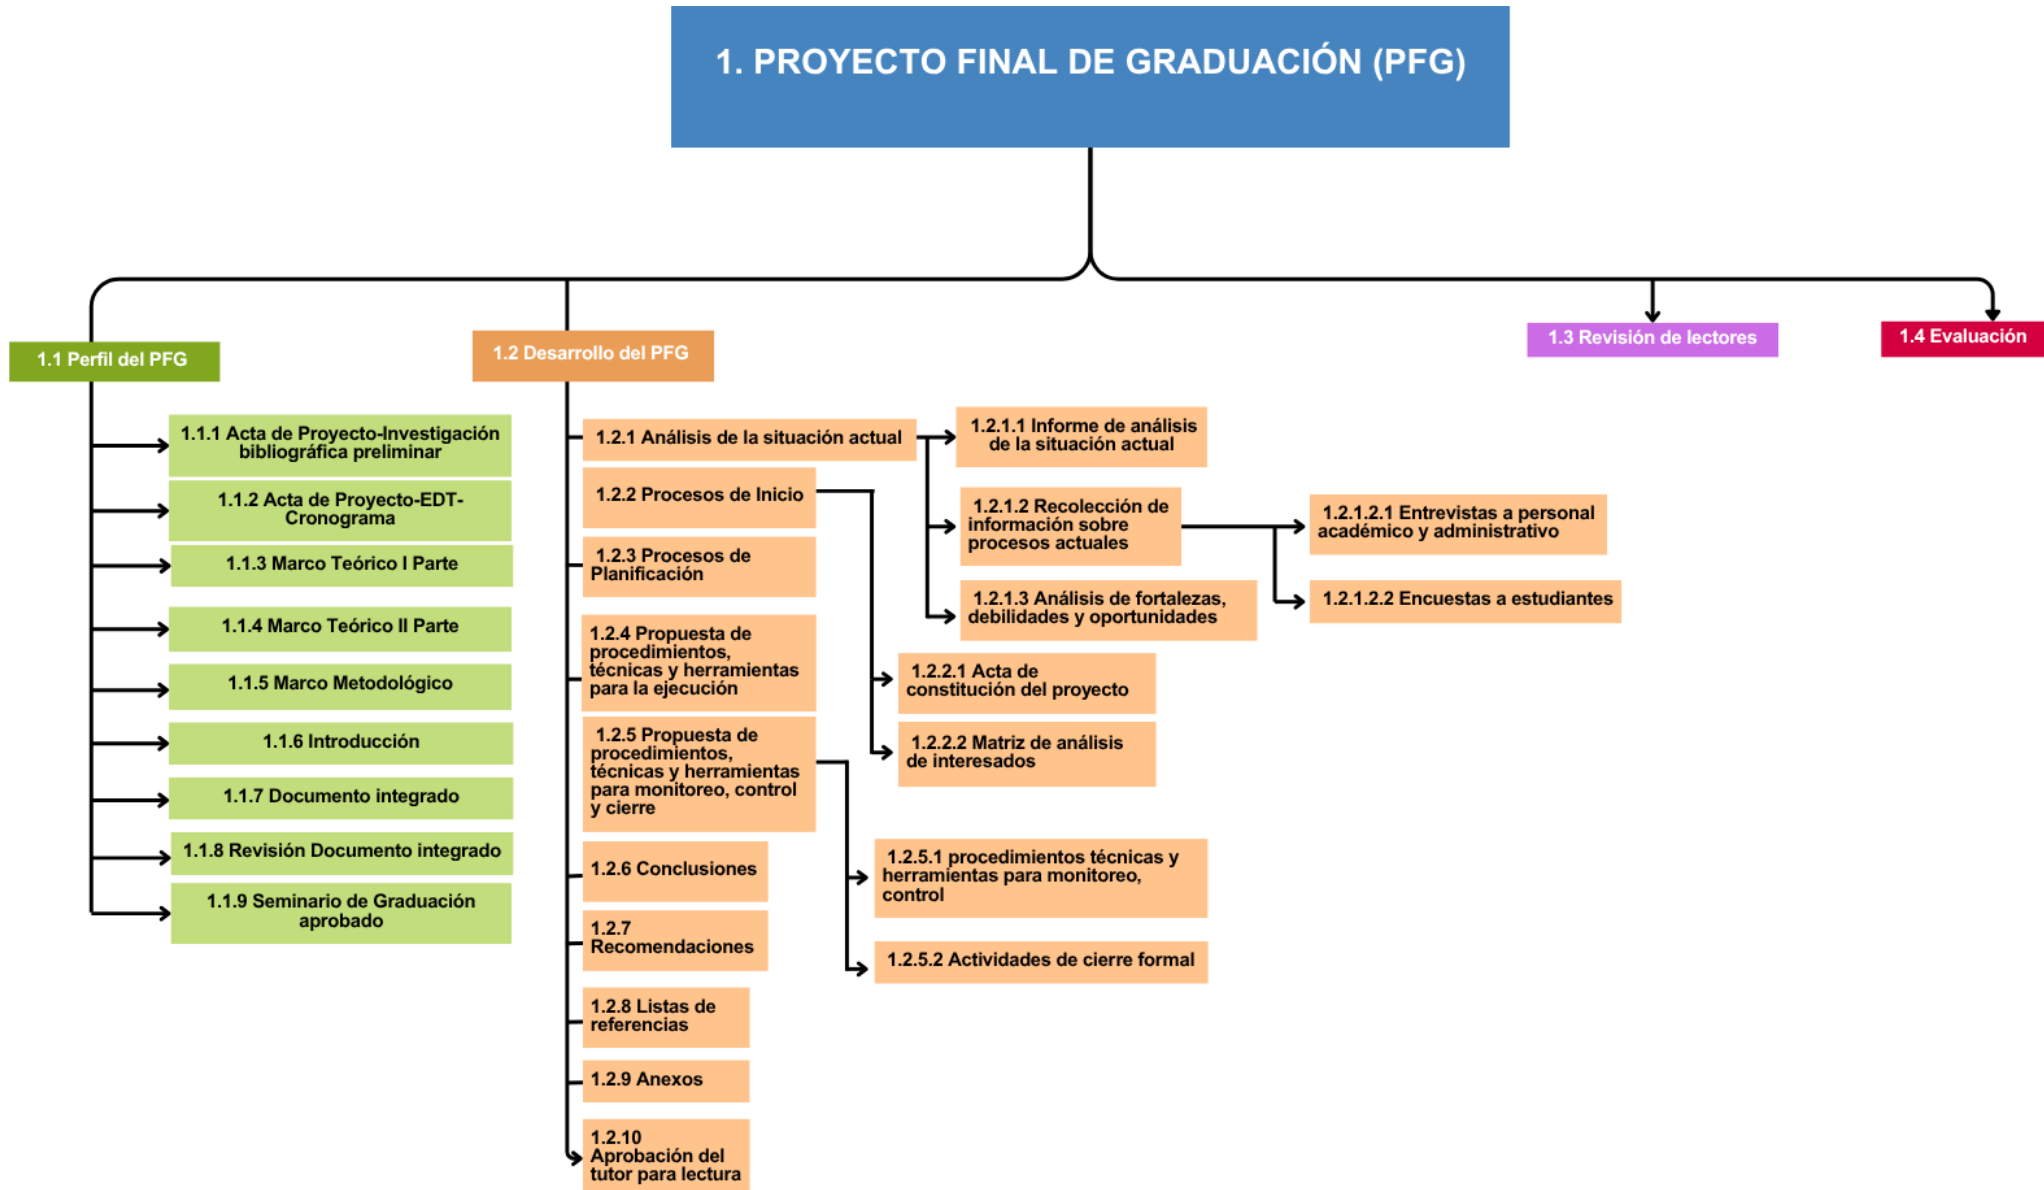 1. PROYECTO FINAL DE GRADUACIÓN (PFG)
1.1 Perfil del PFG
1.2 Desarrollo del PFG
1.3 Revisión de lectores
1.4 Evaluación
1.1.1 Acta de Proyecto-Investigación
bibliográfica preliminar
1.1.2 Acta de Proyecto-EDT-
Cronograma
1.1.3 Marco Teórico I Parte
1.1.4 Marco Teórico II Parte
1.1.5 Marco Metodológico
1.1.6 Introducción
1.1.7 Documento integrado
1.1.8 Revisión Documento integrado
1.1.9 Seminario de Graduación
aprobado
1.2.1 Análisis de la situación actual
1.2.2 Procesos de Inicio
1.2.3 Procesos de
Planificación
1.2.4 Propuesta de
procedimientos,
técnicas y herramientas
para la ejecución
1.2.5 Propuesta de
procedimientos,
técnicas y herramientas
para monitoreo, control
y cierre
1.2.6 Conclusiones
1.2.7
Recomendaciones
1.2.8 Listas de
referencias
1.2.9 Anexos
1.2.10
Aprobación del
tutor para lectura
1.2.1.1 Informe de análisis
de la situación actual
1.2.1.2 Recolección de
información sobre
procesos actuales
1.2.1.3 Análisis de fortalezas,
debilidades y oportunidades
1.2.2.1 Acta de
constitución del proyecto
1.2.2.2 Matriz de análisis
de interesados
1.2.5.1 procedimientos técnicas y
herramientas para monitoreo,
control
1.2.5.2 Actividades de cierre formal
1.2.1.2.1 Entrevistas a personal
académico y administrativo
1.2.1.2.2 Encuestas a estudiantes